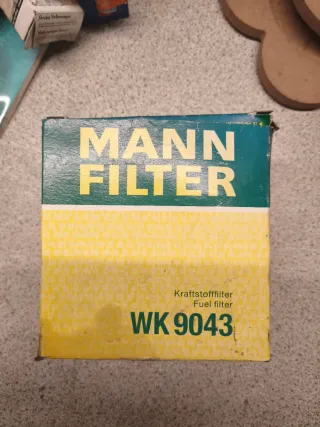 MANN
FILTER
Kraftstofffilter
Fuel filter
WK 9043